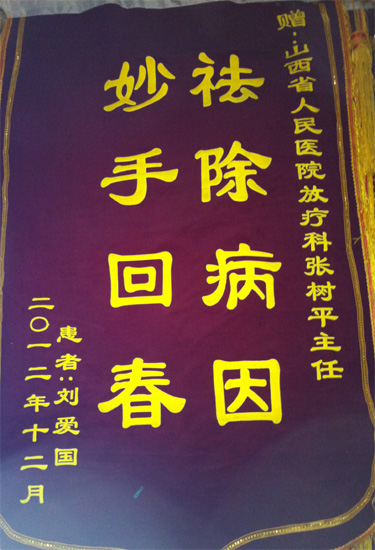 赠:山西省人民医院放疗科张树平主任
祛除病因
妙手回春
患者:刘爱国
二〇一二年十二月